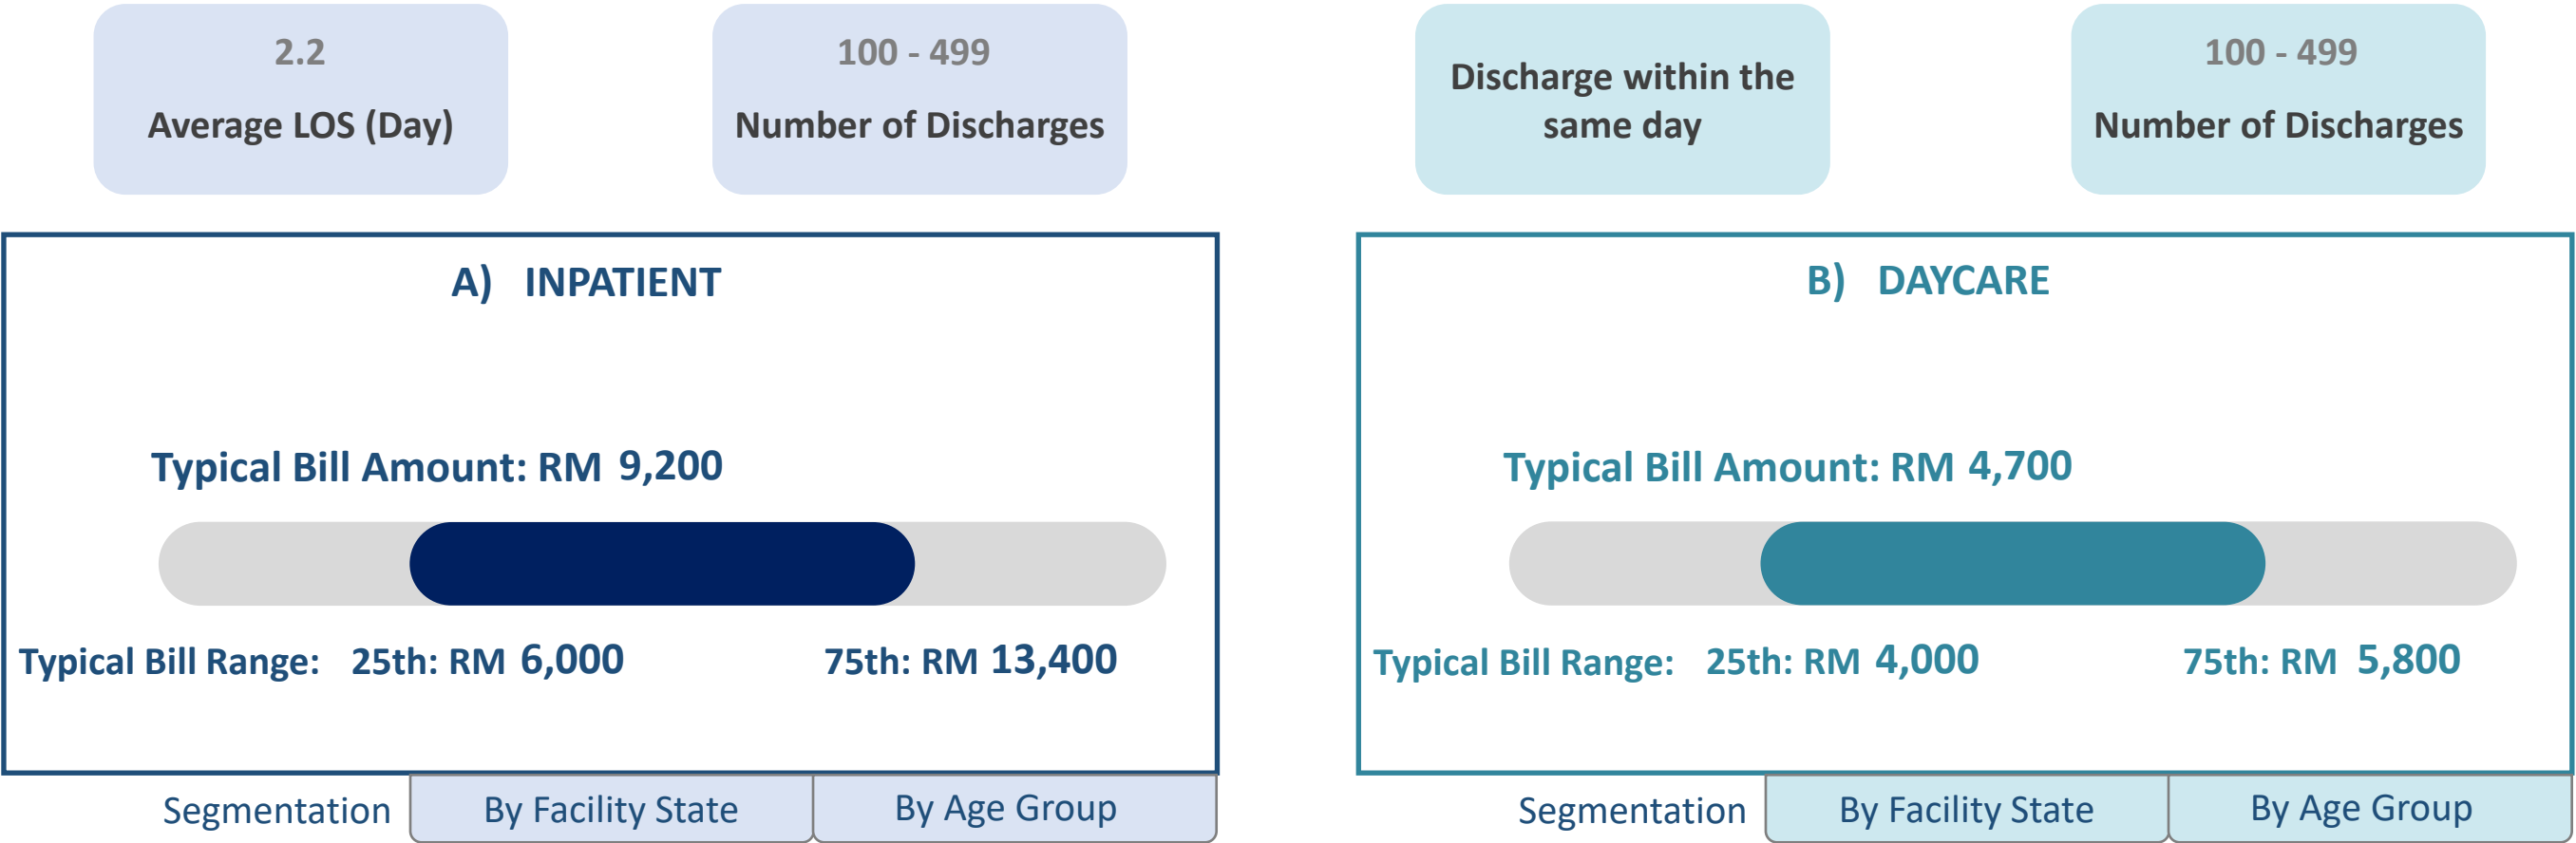 2.2
Average LOS (Day)
100 - 499
Number of Discharges
Discharge within the
same day
100 - 499
Number of Discharges
A) INPATIENT
Typical Bill Amount: RM 9,200
Typical Bill Range: 25th: RM 6,000 75th: RM 13,400
Segmentation By Facility State By Age Group
B) DAYCARE
Typical Bill Amount: RM 4,700
Typical Bill Range: 25th: RM 4,000 75th: RM 5,800
Segmentation By Facility State By Age Group